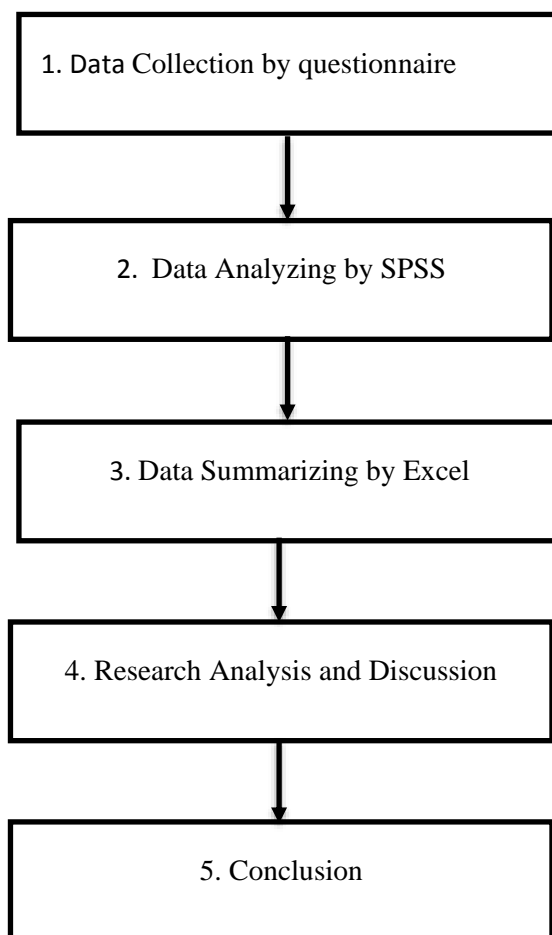 1. Data Collection by questionnaire
2. Data Analyzing by SPSS
3. Data Summarizing by Excel
4. Research Analysis and Discussion
5. Conclusion